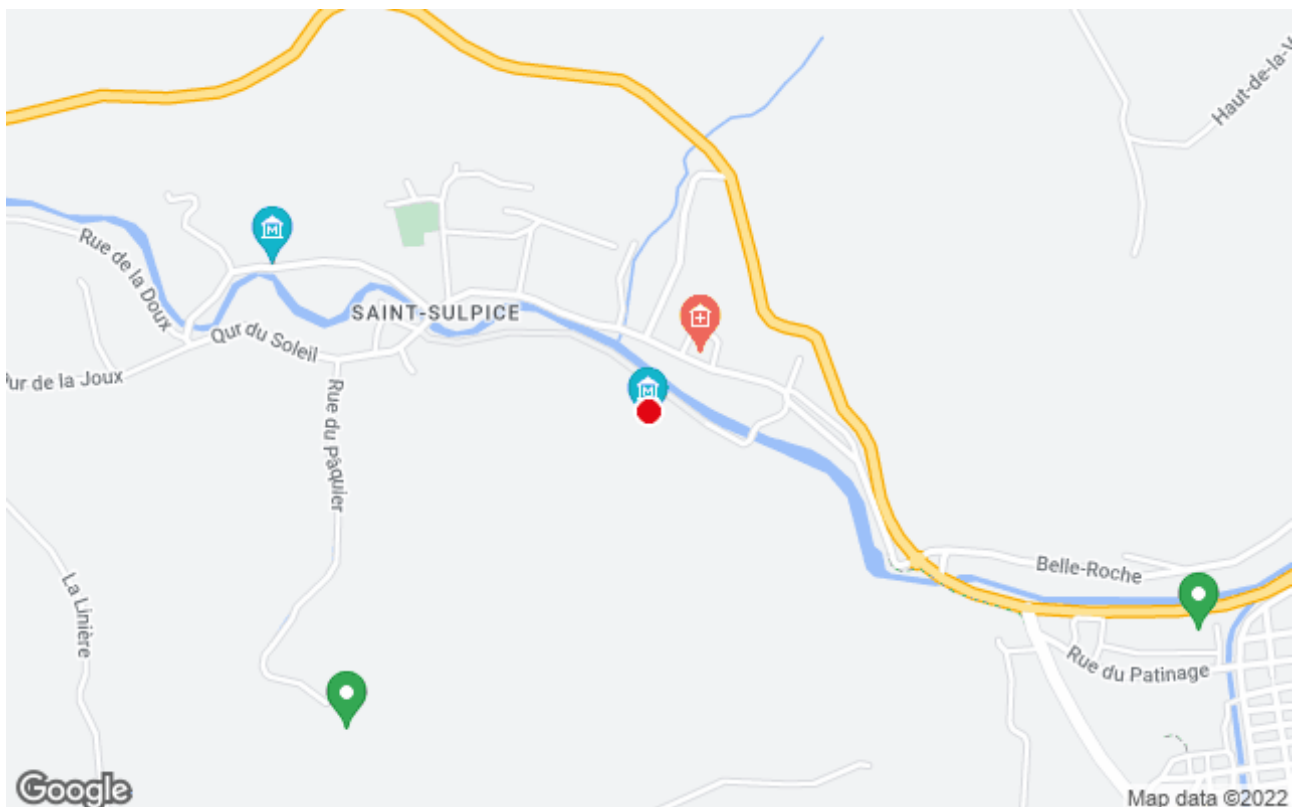 Haut-de-la-V
Rue de la Doux
SAINT-SULPICE
Qur du Soleil
ur de la Joux
Rue du Pâquier
La Linière
Belle-Roche
Rue du Patinage
M
M
Google
Map data ©2022